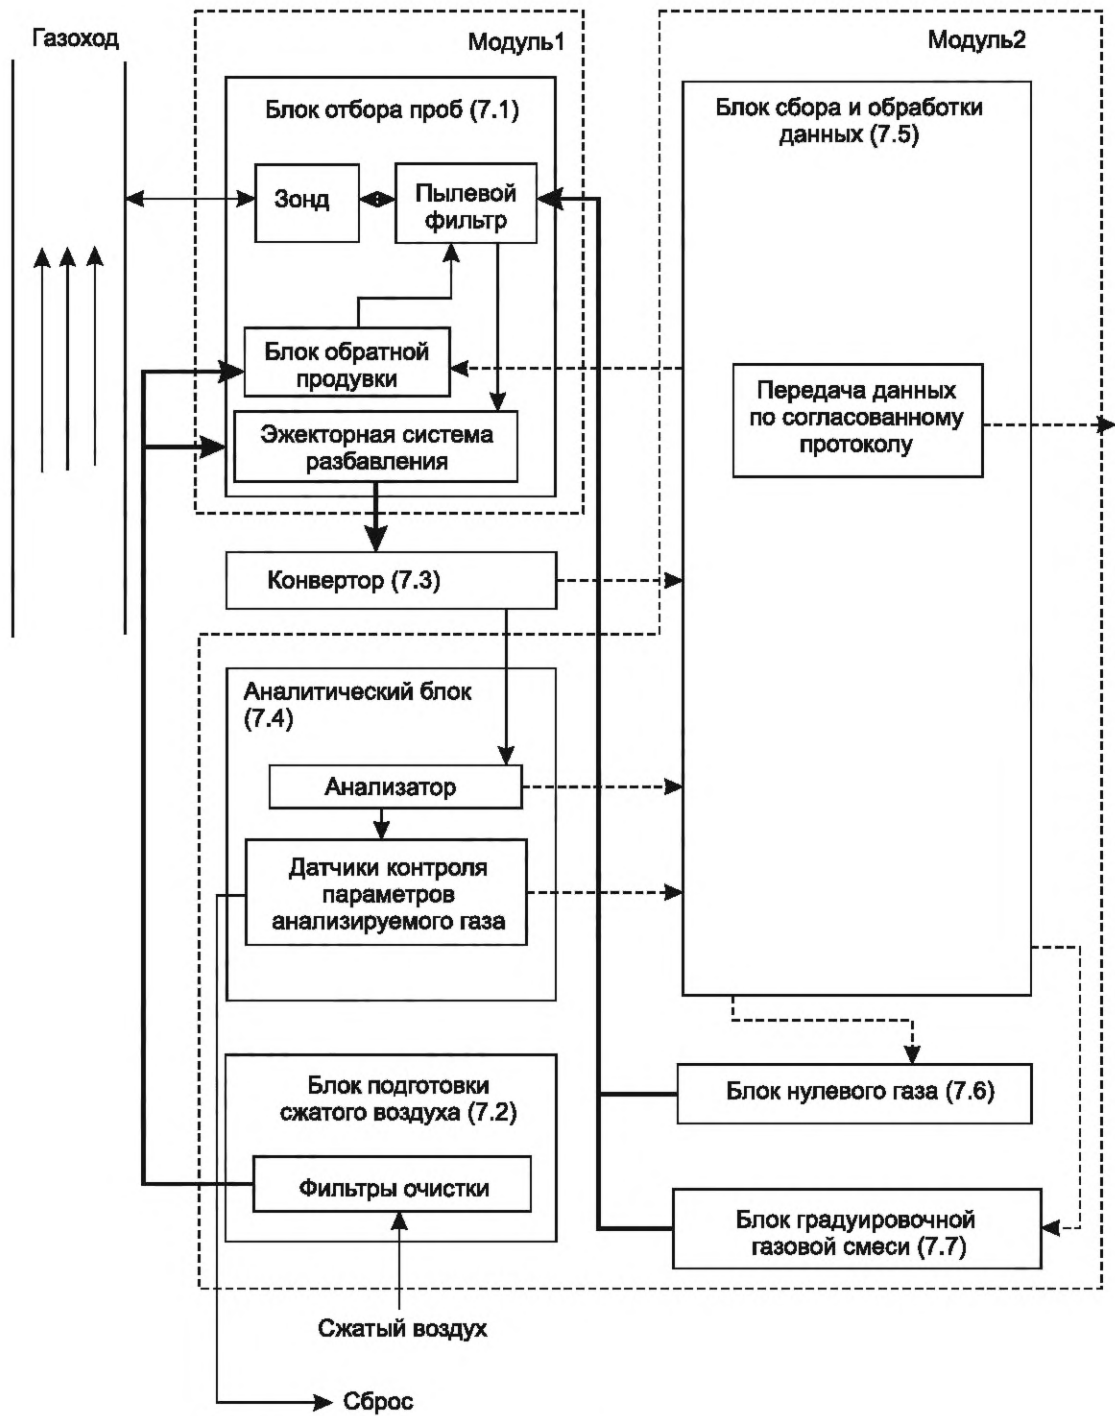 Газоход
Модуль1
Модуль2
Блок отбора проб (7.1)
Блок сбора и обработки
данных (7.5)
Зонд
Пылевой
фильтр
Блок обратной
продувки
Передача данных
по согласованному
протоколу
Эжекторная система
разбавления
Конвертор (7.3)
Аналитический блок
(7.4)
Анализатор
Датчики контроля
параметров
анализируемого газа
Блок подготовки
сжатого воздуха (7.2)
Блок нулевого газа (7.6)
Фильтры очистки
Блок градуировочной
газовой смеси (7.7)
Сжатый воздух
Сброс